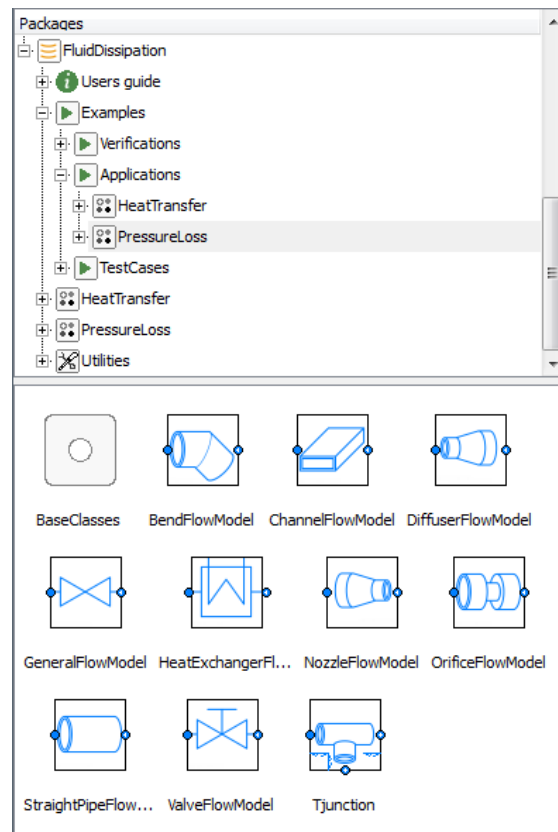 Packages
FluidDissipation
Users guide
Examples
Verifications
Applications
HeatTransfer
PressureLoss
TestCases
HeatTransfer
PressureLoss
Utilities
BaseClasses BendFlowModel ChannelFlowModel DiffuserFlowModel
GeneralFlowModel HeatExchangerFl... NozzleFlowModel OrificeFlowModel
StraightPipeFlow... ValveFlowModel Tjunction